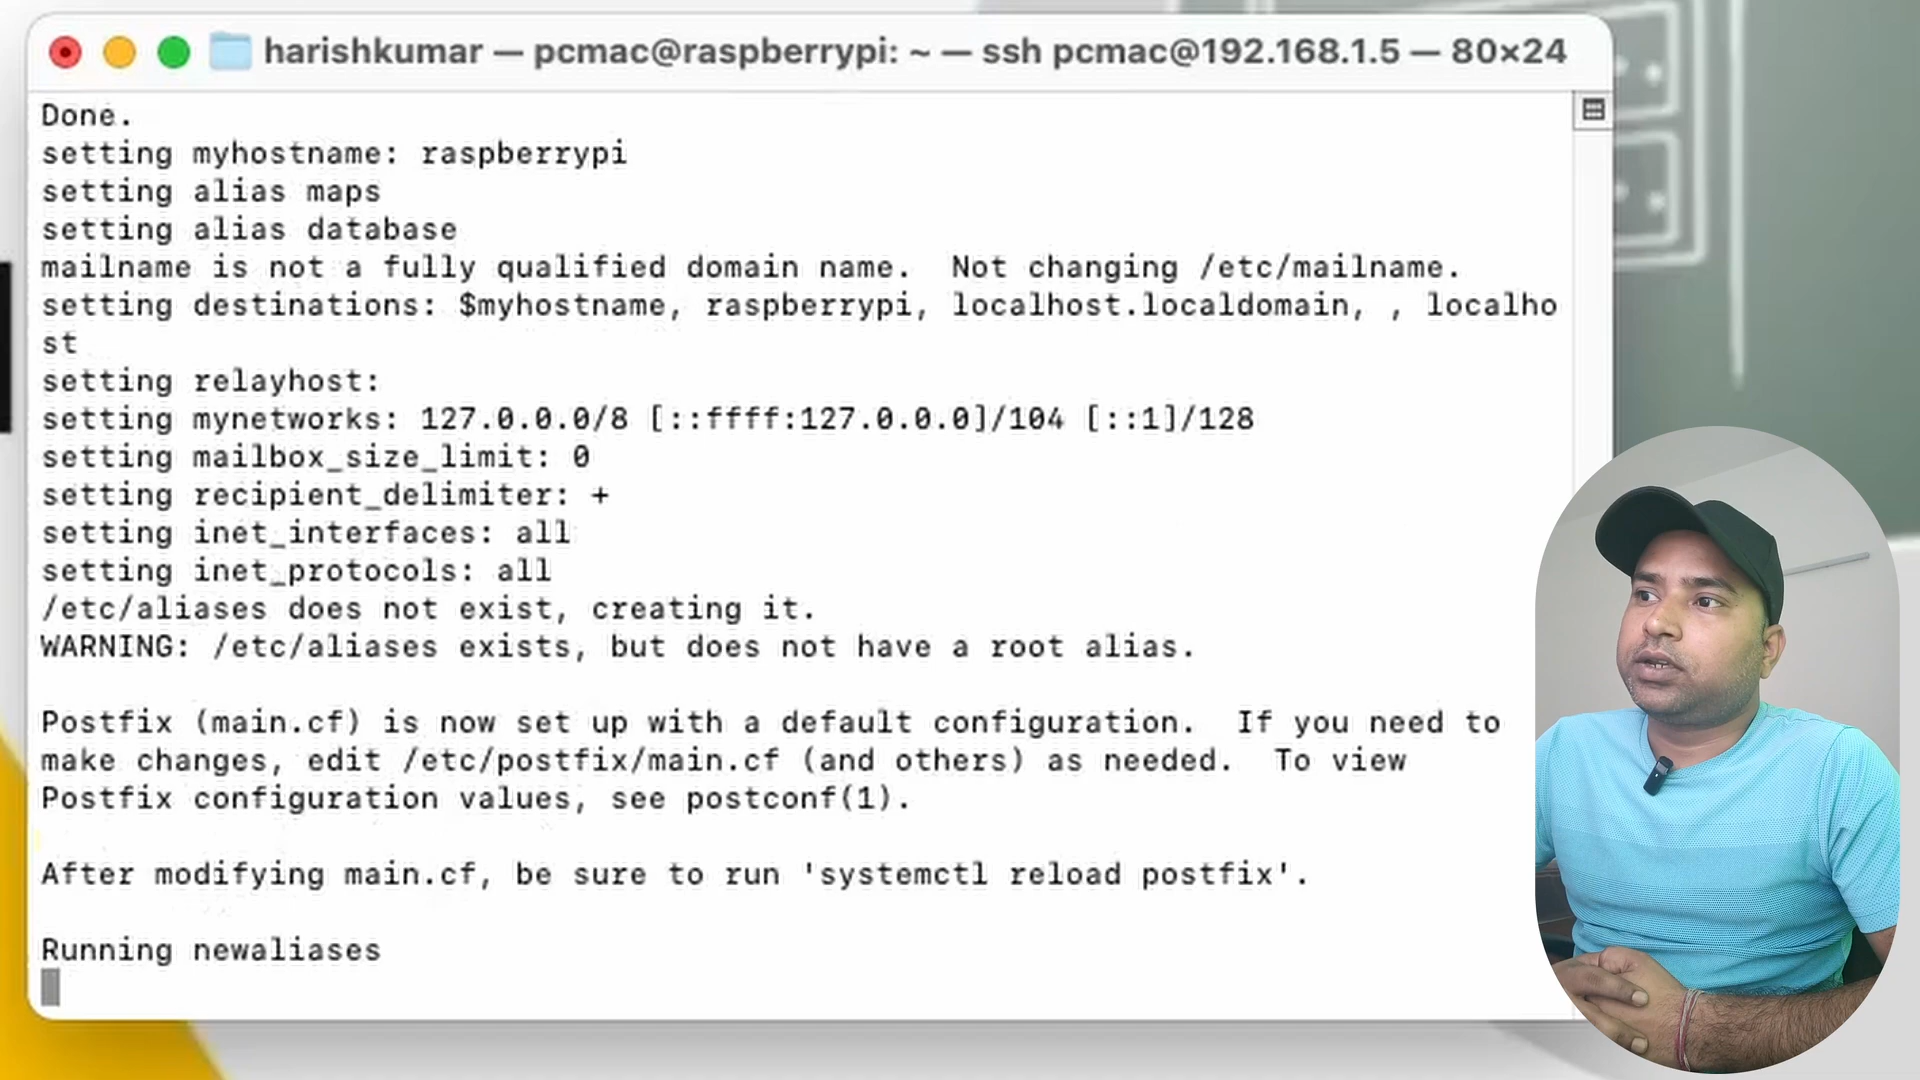 harishkumar — pcmac@raspberrypi: ~ — ssh pcmac@192.168.1.5 — 80×24
Done.
setting myhostname: raspberrypi
setting alias maps
setting alias database
mailname is not a fully qualified domain name.  Not changing /etc/mailname.
setting destinations: $myhostname, raspberrypi, localhost.localdomain, , localho
st
setting relayhost:
setting mynetworks: 127.0.0.0/8 [::ffff:127.0.0.0]/104 [::1]/128
setting mailbox_size_limit: 0
setting recipient_delimiter: +
setting inet_interfaces: all
setting inet_protocols: all
/etc/aliases does not exist, creating it.
WARNING: /etc/aliases exists, but does not have a root alias.
Postfix (main.cf) is now set up with a default configuration.  If you need to
make changes, edit /etc/postfix/main.cf (and others) as needed.  To view
Postfix configuration values, see postconf(1).
After modifying main.cf, be sure to run 'systemctl reload postfix'.
Running newaliases